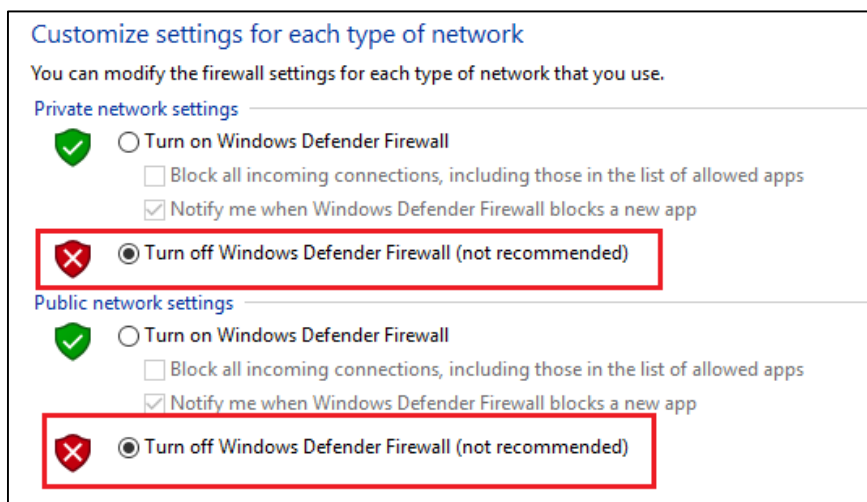 Customize settings for each type of network
You can modify the firewall settings for each type of network that you use.
Private network settings
Turn on Windows Defender Firewall
Block all incoming connections, including those in the list of allowed apps
Notify me when Windows Defender Firewall blocks a new app
Turn off Windows Defender Firewall (not recommended)
Public network settings
Turn on Windows Defender Firewall
Block all incoming connections, including those in the list of allowed apps
Notify me when Windows Defender Firewall blocks a new app
Turn off Windows Defender Firewall (not recommended)